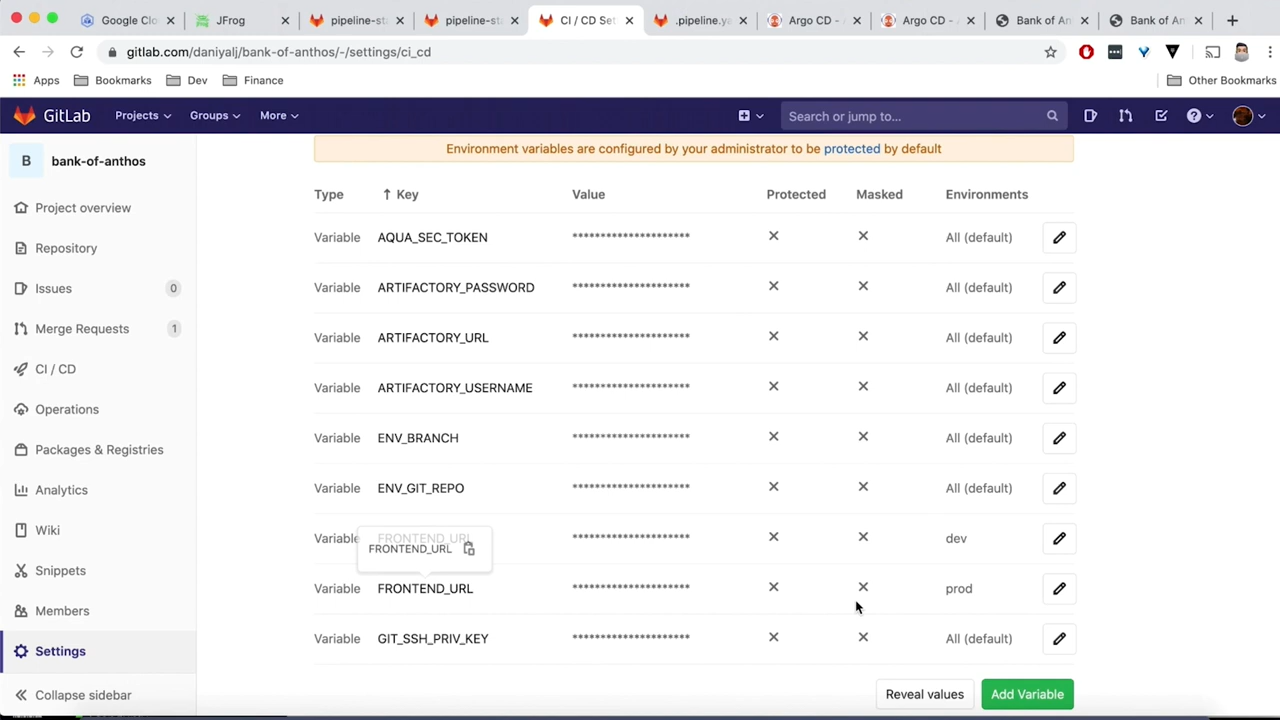 Google Clo
JFrog
pipeline-st
pipeline-st
CI / CD Set
.pipeline.ya
Argo CD - A
Argo CD - A
Bank of An
Bank of An
gitlab.com/daniyalj/bank-of-anthos/-/settings/ci_cd
Apps Bookmarks Dev Finance Other Bookmarks
GitLab Projects Groups More Search or jump to...
B bank-of-anthos
Project overview
Repository
Issues 0
Merge Requests 1
CI / CD
Operations
Packages & Registries
Analytics
Wiki
Snippets
Members
Settings
Collapse sidebar
Environment variables are configured by your administrator to be protected by default
Type ↑ Key Value Protected Masked Environments
Variable AQUA_SEC_TOKEN ********************* All (default)
Variable ARTIFACTORY_PASSWORD ********************* All (default)
Variable ARTIFACTORY_URL ********************* All (default)
Variable ARTIFACTORY_USERNAME ********************* All (default)
Variable ENV_BRANCH ********************* All (default)
Variable ENV_GIT_REPO ********************* All (default)
Variable FRONTEND_URL ********************* dev
FRONTEND_URL
Variable FRONTEND_URL ********************* prod
Variable GIT_SSH_PRIV_KEY ********************* All (default)
Reveal values Add Variable